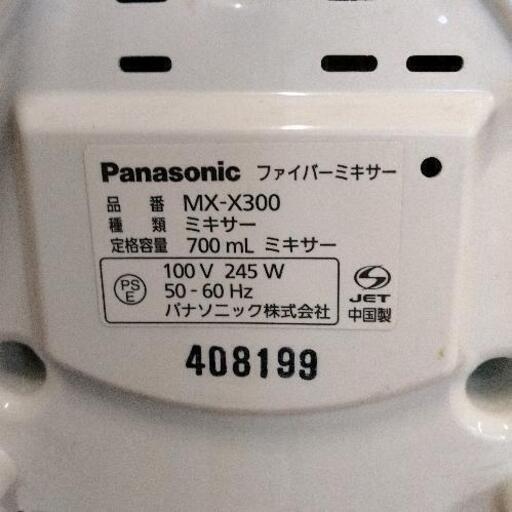 Panasonic ファイバーミキサー
品 番 MX-X300
種 類 ミキサー
定格容量 700 mL ミキサー
PS
E
100 V 245 W
50 - 60 Hz
パナソニック株式会社
S
JET
中国製
408199